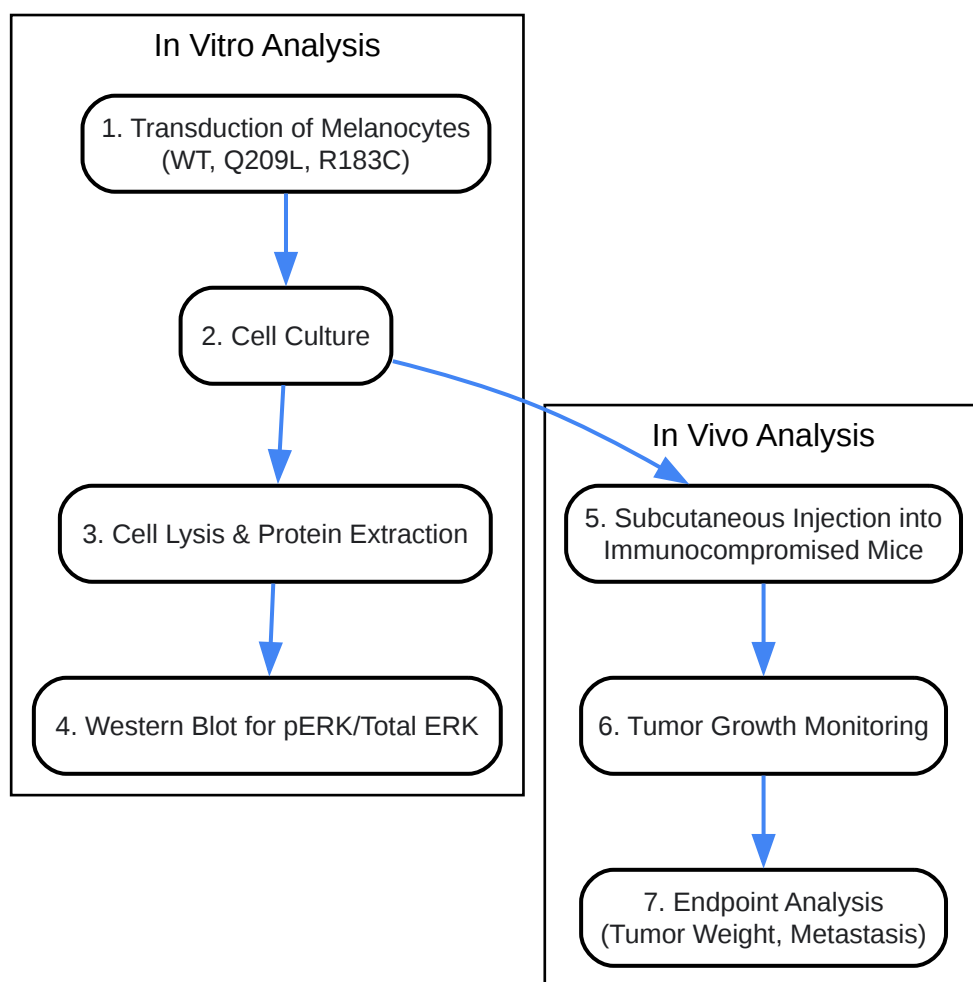 In Vitro Analysis
1. Transduction of Melanocytes
(WT, Q209L, R183C)
2. Cell Culture
3. Cell Lysis & Protein Extraction
4. Western Blot for pERK/Total ERK
In Vivo Analysis
5. Subcutaneous Injection into
Immunocompromised Mice
6. Tumor Growth Monitoring
7. Endpoint Analysis
(Tumor Weight, Metastasis)